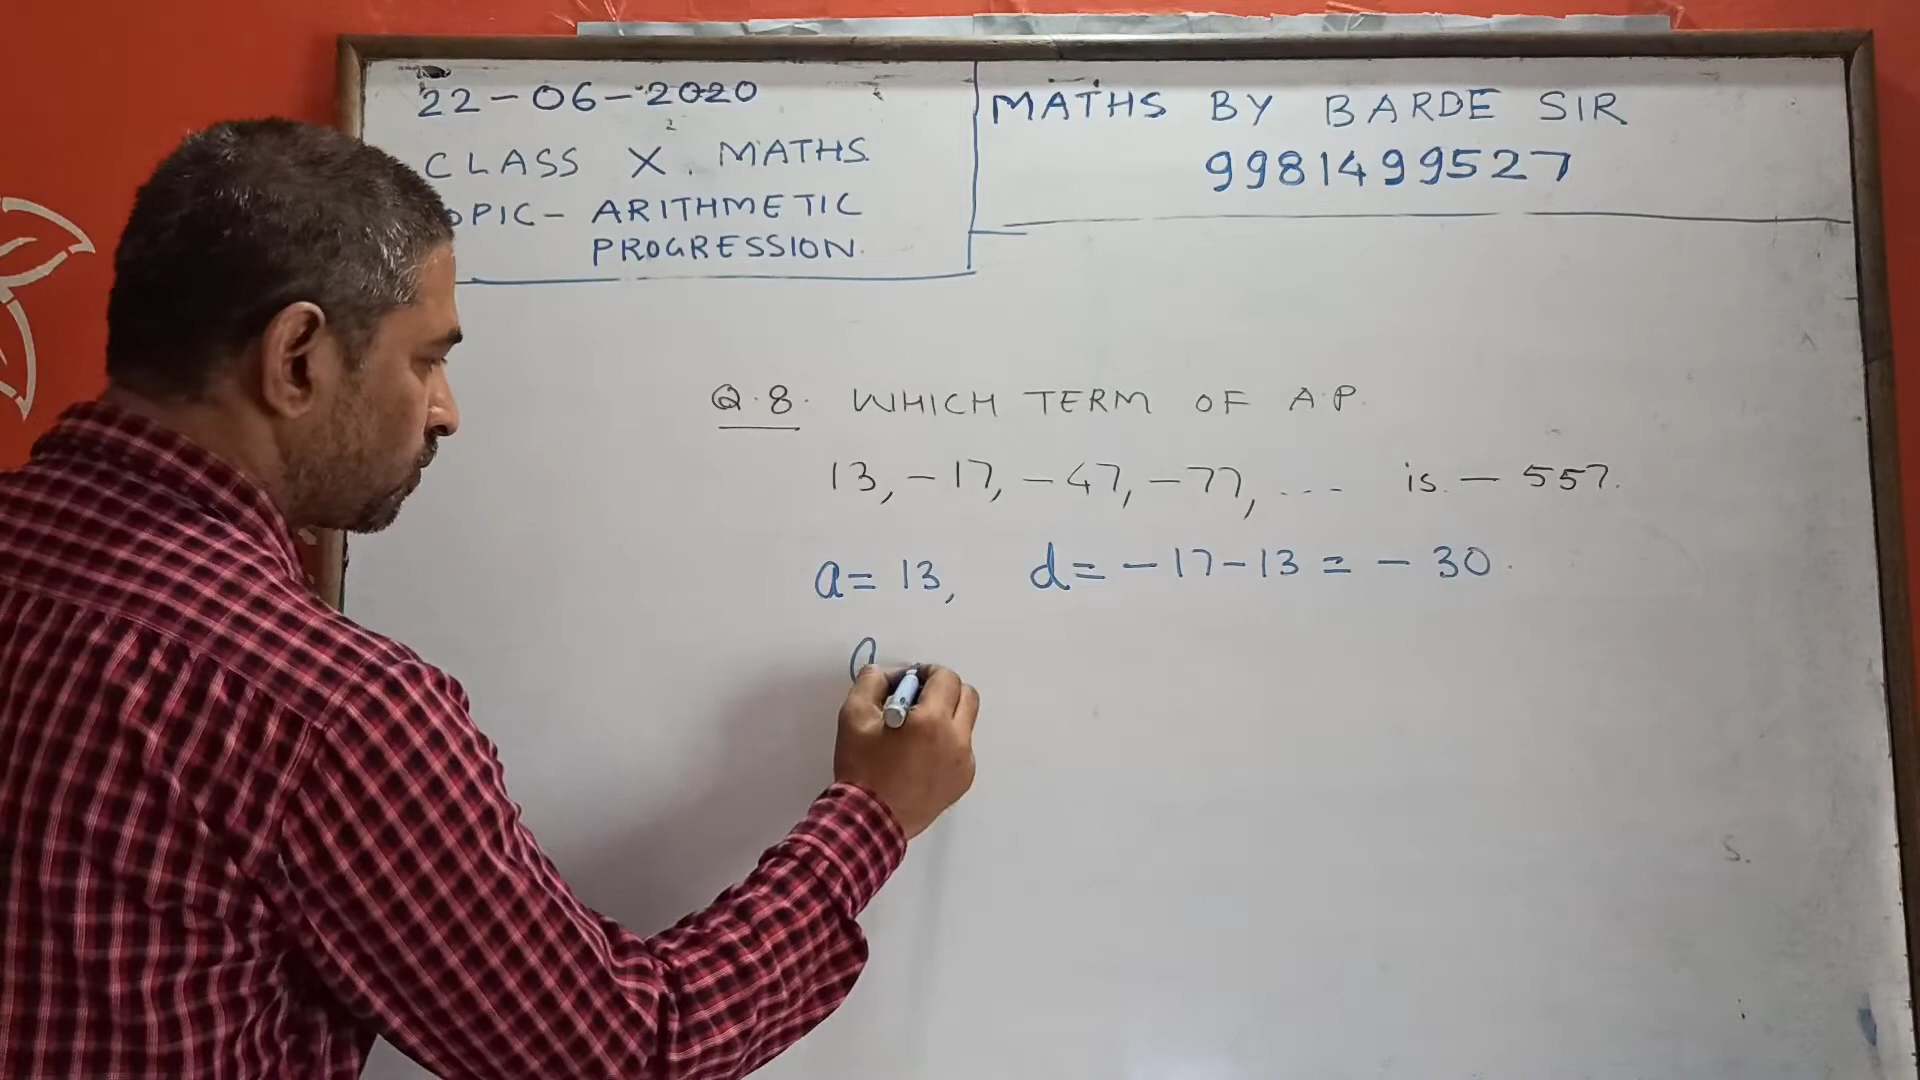 22-06-2020
CLASS X. MATHS.
OPIC- ARITHMETIC
PROGRESSION.
MATHS BY BARDE SIR
9981499527
Q.8. WHICH TERM OF A.P.
13, -17, -47, -77, .... is - 557.
a= 13, d= -17-13 = - 30.
a
S.